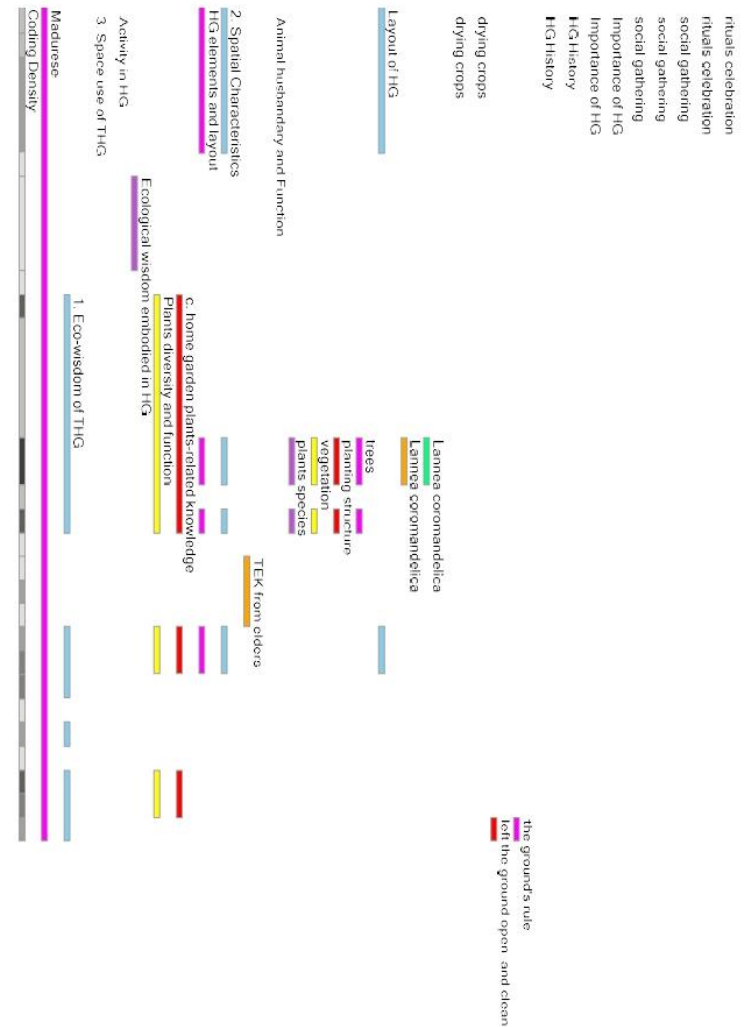 rituals celebration
rituals celebration
social gathering
social gathering
social gathering
Importance of HG
Importance of HG
HG History
HG History
the ground's rule
left the ground open and clean
drying crops
drying crops
Lannea coromandelica
Lannea coromandelica
Layout of HG
trees
planting structure
vegetation
plants species
Animal husbandary and Function
TEK from elders
2. Spatial Characteristics
HG elements and layout
c. home garden plants-related knowledge
Plants diversity and function
Ecological wisdom embodied in HG
Activity in HG
3. Space use of THG
1. Eco-wisdom of THG
Madurese
Coding Density